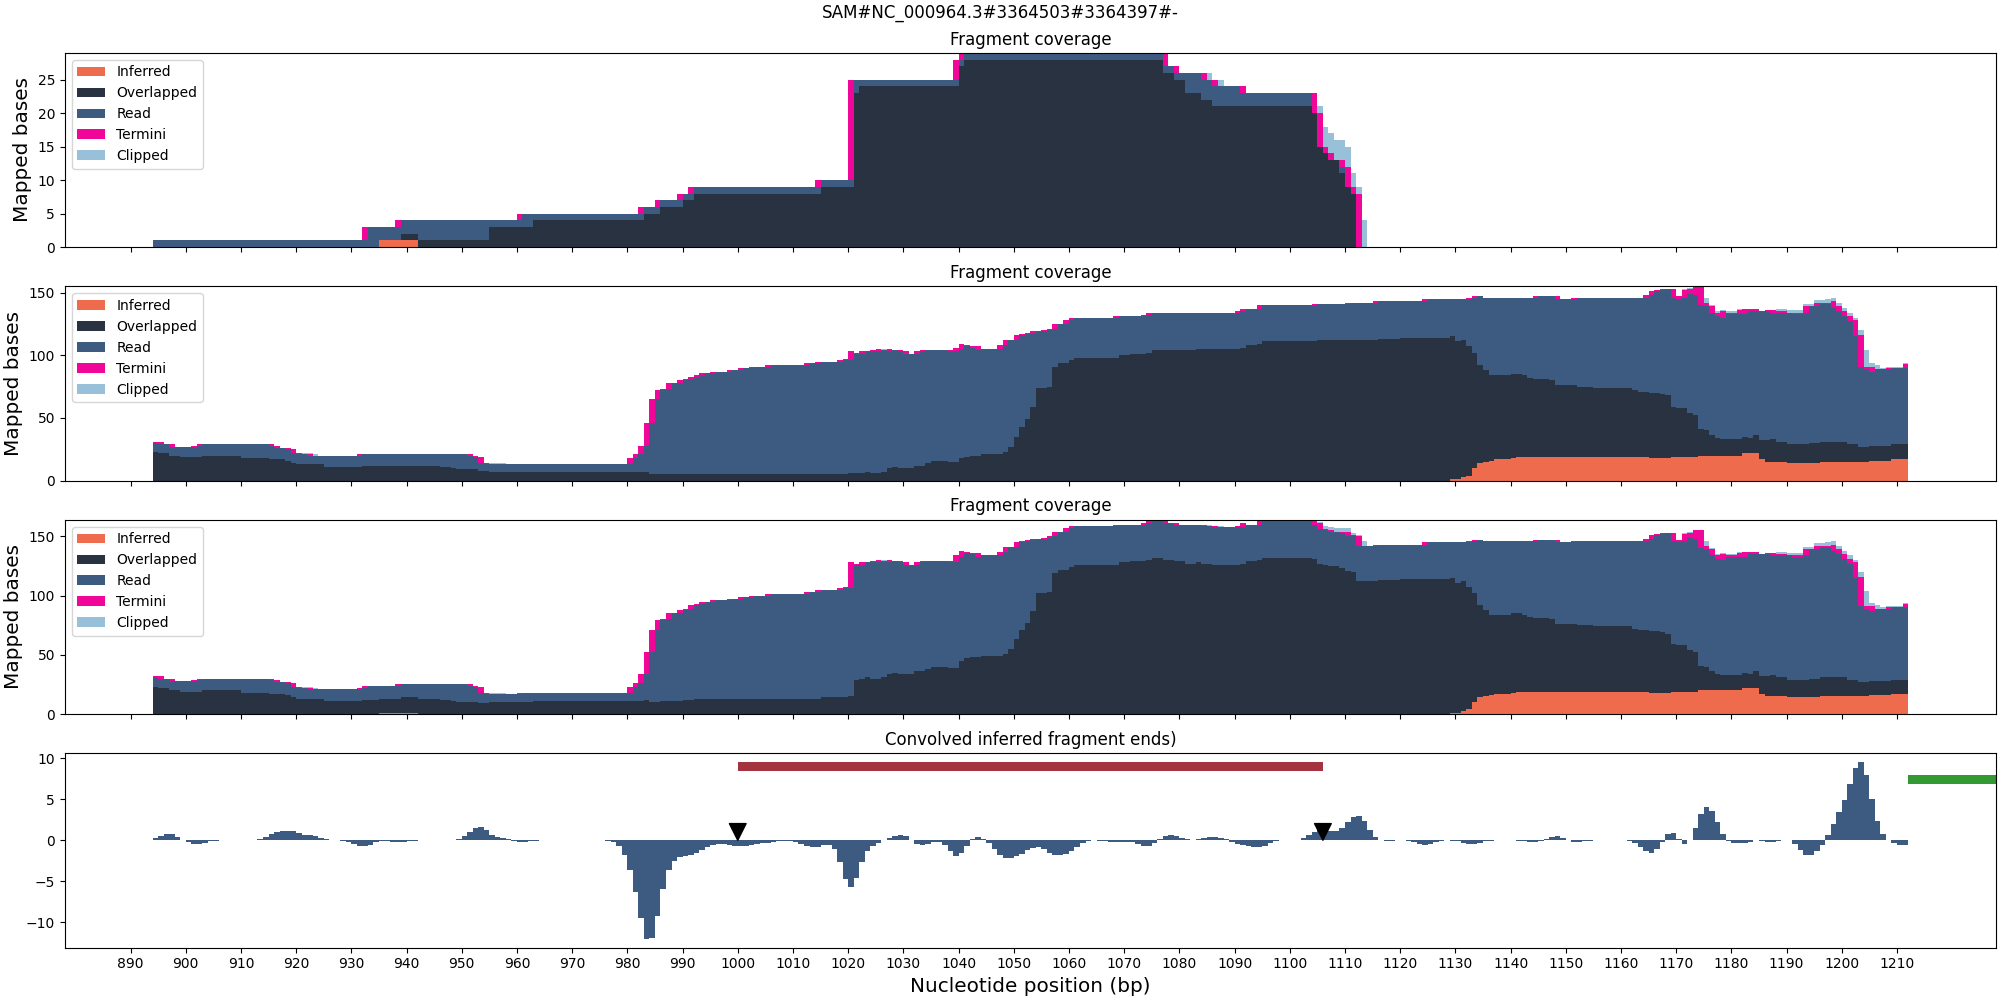 SAM#NC_000964.3#3364503#3364397#-
Fragment coverage
Mapped bases
25
20
15
10
5
0
Inferred
Overlapped
Read
Termini
Clipped
Fragment coverage
Mapped bases
150
100
50
0
Inferred
Overlapped
Read
Termini
Clipped
Fragment coverage
Mapped bases
150
100
50
0
Inferred
Overlapped
Read
Termini
Clipped
Convolved inferred fragment ends)
10
5
0
−5
−10
890 900 910 920 930 940 950 960 970 980 990 1000 1010 1020 1030 1040 1050 1060 1070 1080 1090 1100 1110 1120 1130 1140 1150 1160 1170 1180 1190 1200 1210
Nucleotide position (bp)